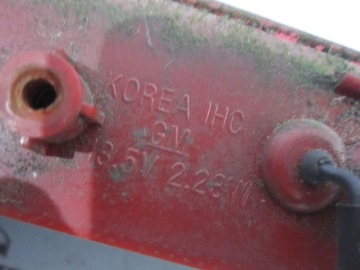 KOREA IHC
GM
13.5V 2.26W